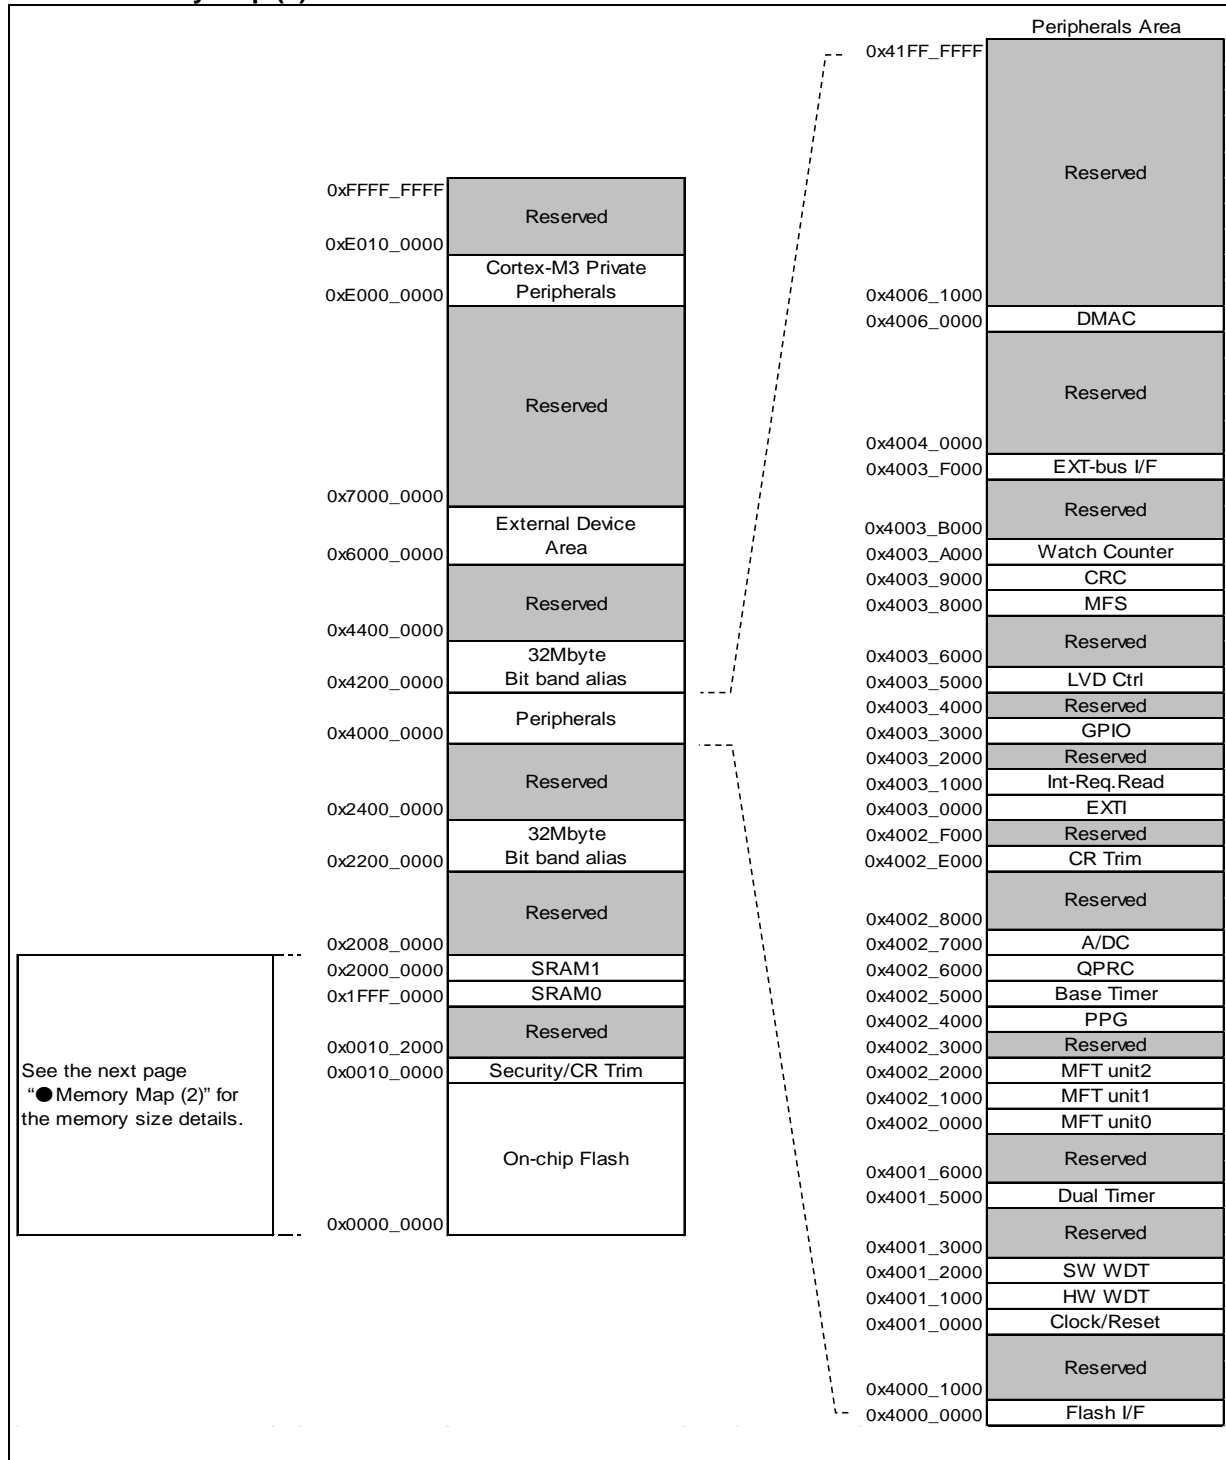 Peripherals Area
0x41FF_FFFF
Reserved
0x4006_1000
0x4006_0000 DMAC
Reserved
0x4004_0000
0x4003_F000 EXT-bus I/F
Reserved
0x4003_B000
0x4003_A000 Watch Counter
0x4003_9000 CRC
0x4003_8000 MFS
Reserved
0x4003_6000
0x4003_5000 LVD Ctrl
0x4003_4000 Reserved
0x4003_3000 GPIO
0x4003_2000 Reserved
0x4003_1000 Int-Req.Read
0x4003_0000 EXTI
0x4002_F000 Reserved
0x4002_E000 CR Trim
Reserved
0x4002_8000
0x4002_7000 A/DC
0x4002_6000 QPRC
0x4002_5000 Base Timer
0x4002_4000 PPG
0x4002_3000 Reserved
0x4002_2000 MFT unit2
0x4002_1000 MFT unit1
0x4002_0000 MFT unit0
Reserved
0x4001_6000
0x4001_5000 Dual Timer
Reserved
0x4001_3000
0x4001_2000 SW WDT
0x4001_1000 HW WDT
0x4001_0000 Clock/Reset
Reserved
0x4000_1000
0x4000_0000 Flash I/F
0xFFFF_FFFF
Reserved
0xE010_0000
Cortex-M3 Private
0xE000_0000 Peripherals
Reserved
0x7000_0000
External Device
Area
0x6000_0000
Reserved
0x4400_0000
32Mbyte
0x4200_0000 Bit band alias
Peripherals
0x4000_0000
Reserved
0x2400_0000
32Mbyte
0x2200_0000 Bit band alias
Reserved
0x2008_0000
0x2000_0000 SRAM1
0x1FFF_0000 SRAM0
Reserved
0x0010_2000
0x0010_0000 Security/CR Trim
On-chip Flash
0x0000_0000
See the next page
“●Memory Map (2)” for
the memory size details.